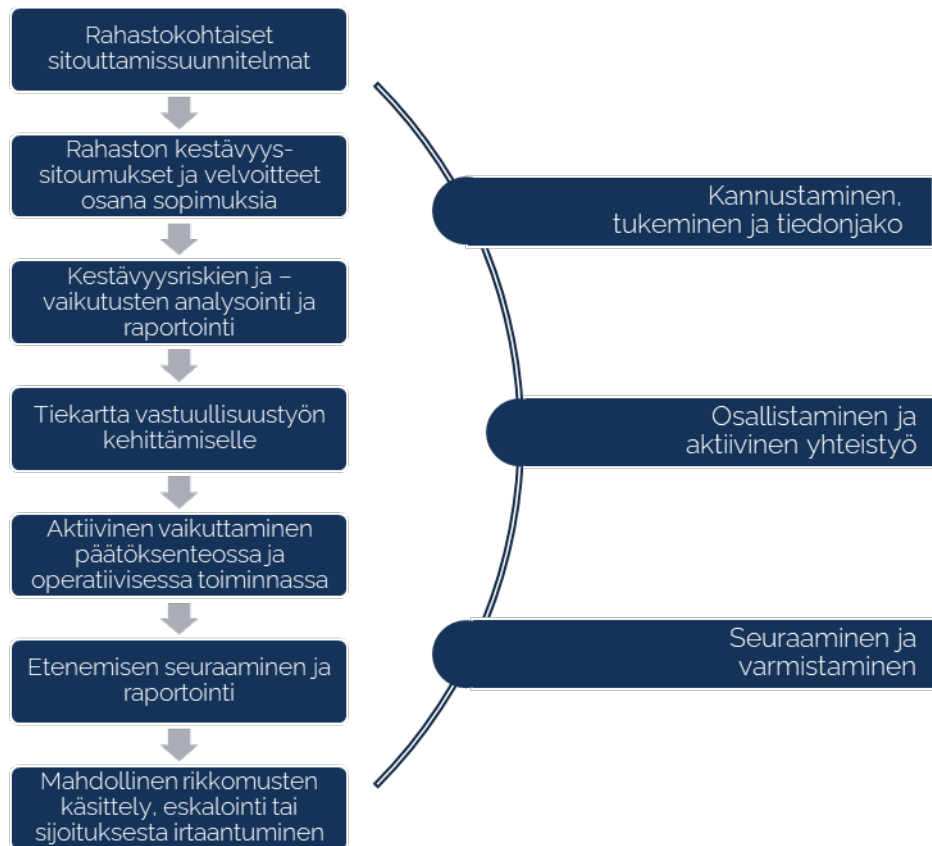 Rahastokohtaiset
sitouttamissuunnitelmat
Rahaston kestävyys-
sitoumukset ja velvoitteet
osana sopimuksia
Kestävyysriskien ja –
vaikutusten analysointi ja
raportointi
Tiekartta vastuullisuustyön
kehittämiselle
Aktiivinen vaikuttaminen
päätöksenteossa ja
operatiivisessa toiminnassa
Etenemisen seuraaminen ja
raportointi
Mahdollinen rikkomusten
käsittely, eskalointi tai
sijoituksesta irtaantuminen
Kannustaminen,
tukeminen ja tiedonjako
Osallistaminen ja
aktiivinen yhteistyö
Seuraaminen ja
varmistaminen